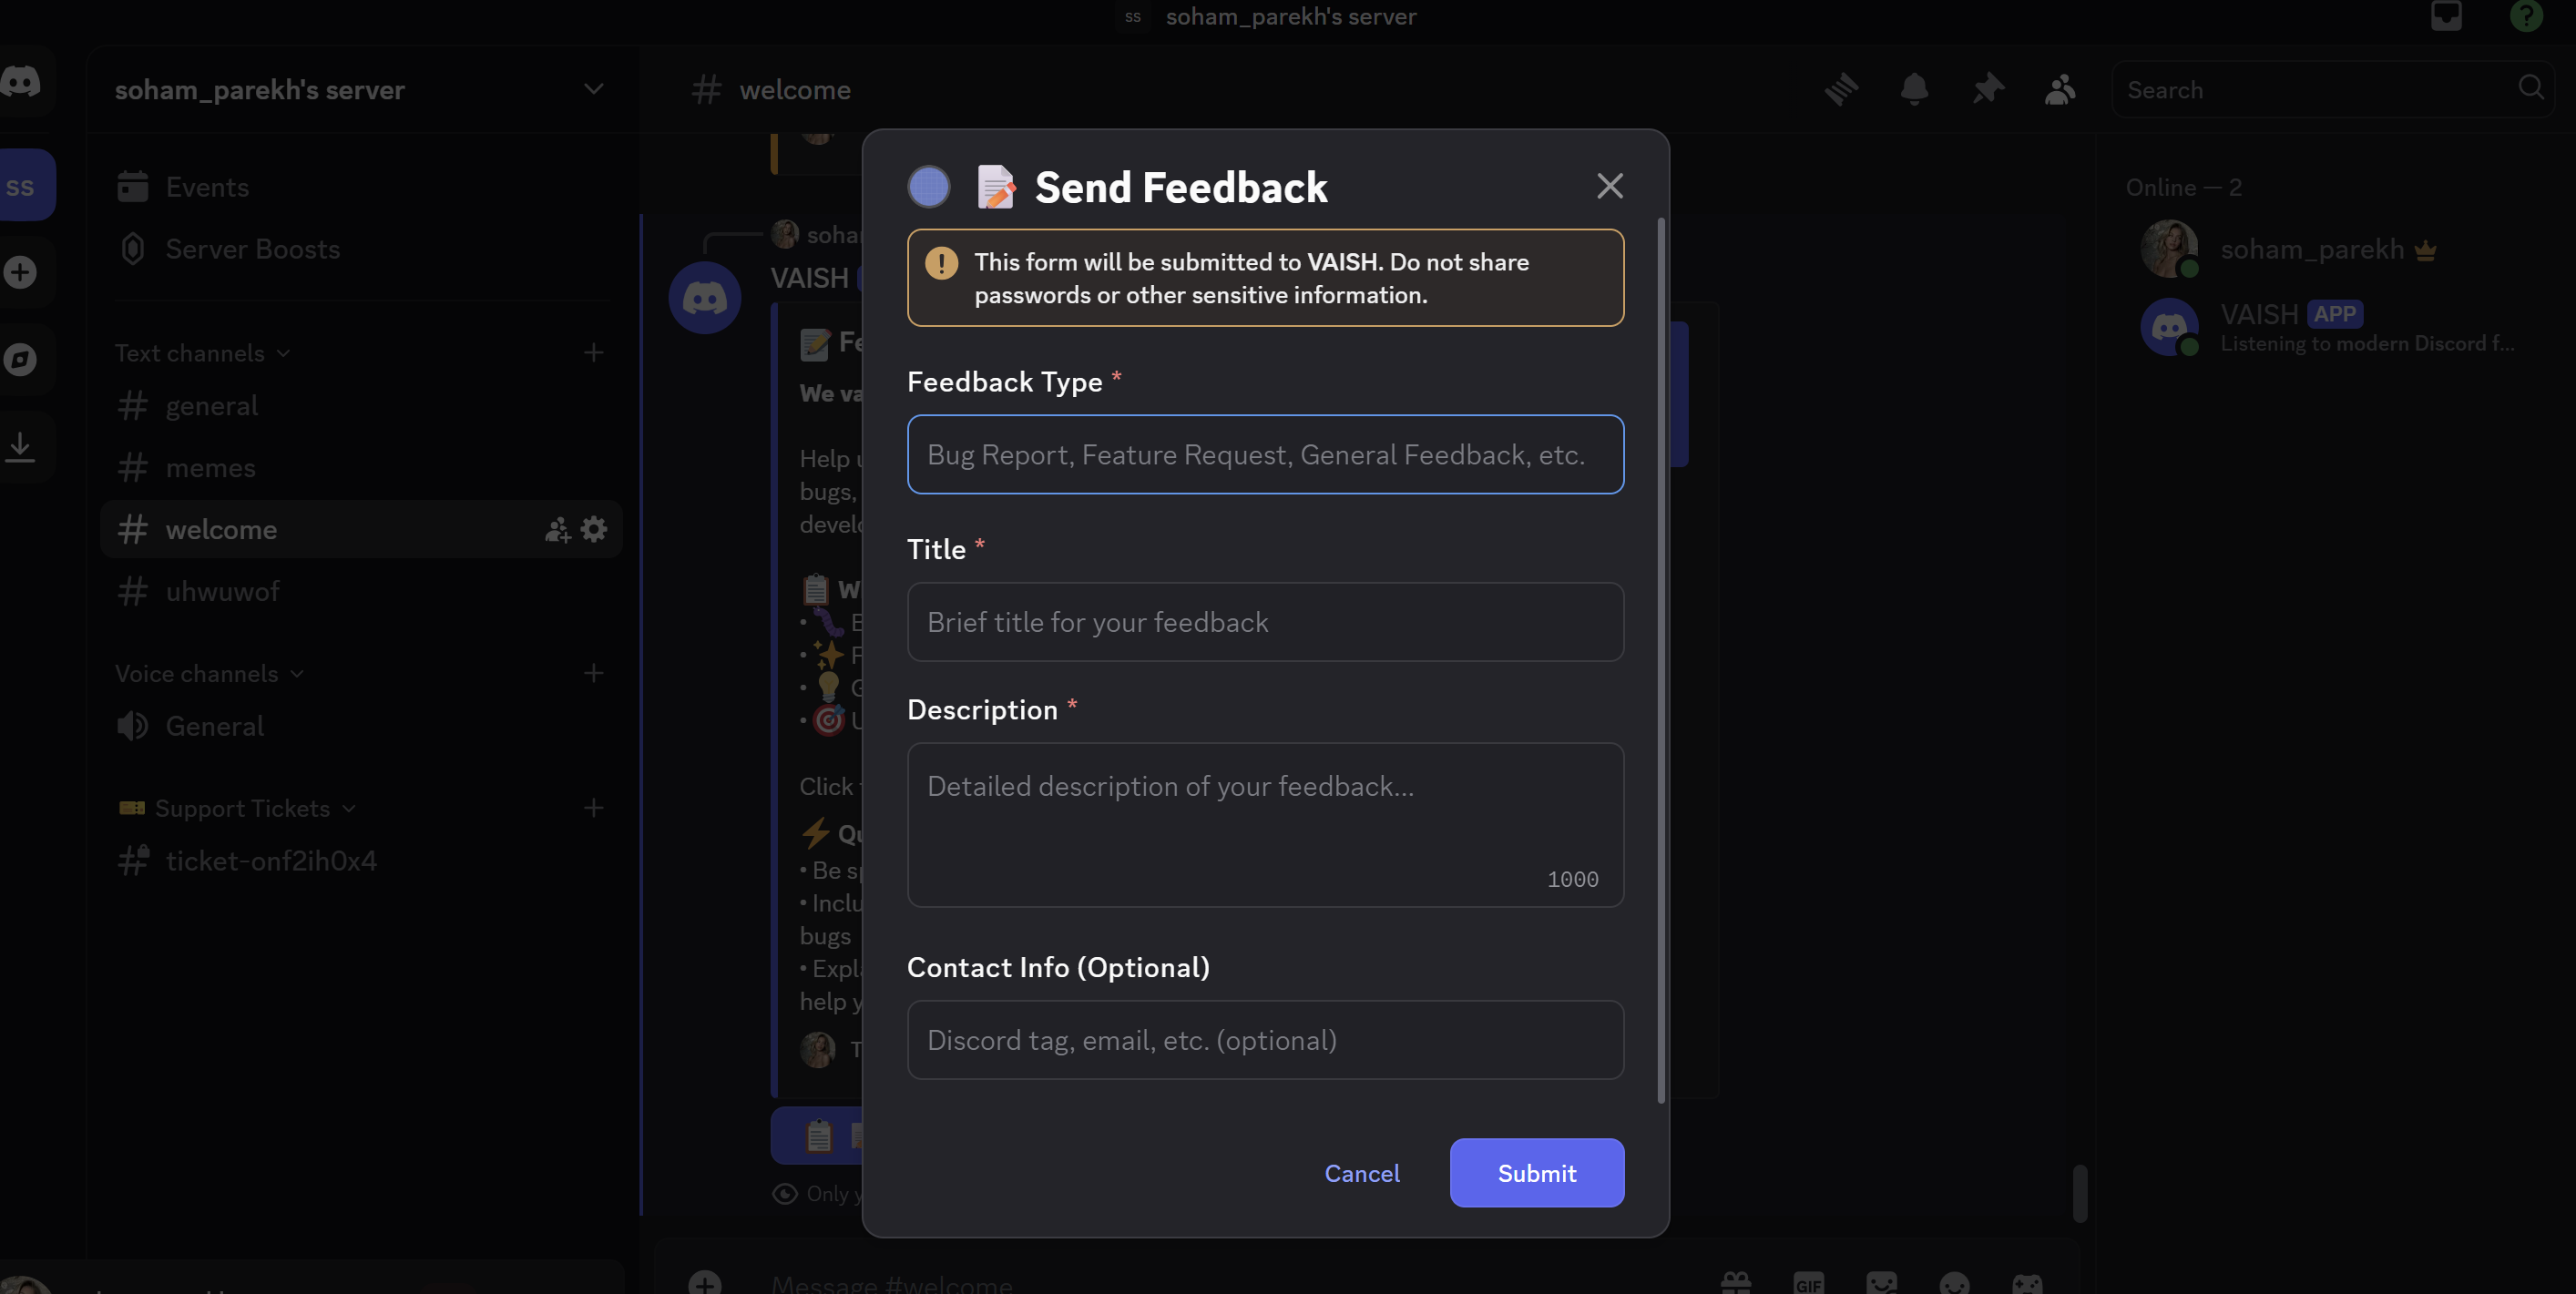 ss soham_parekh's server
soham_parekh's server
# welcome
Search
ss
Events
Server Boosts
Text channels
general
memes
welcome
uhwuwof
Voice channels
General
Support Tickets
ticket-onf2ih0x4
soha
VAISH
Fe
We va
Help u
bugs,
develo
W
• E
• F
• G
• U
Click
Qu
• Be sp
• Inclu
bugs
• Expla
help y
T
Only y
Message #welcome
GIF
Send Feedback
This form will be submitted to VAISH. Do not share
passwords or other sensitive information.
Feedback Type *
Bug Report, Feature Request, General Feedback, etc.
Title *
Brief title for your feedback
Description *
Detailed description of your feedback...
1000
Contact Info (Optional)
Discord tag, email, etc. (optional)
Cancel
Submit
Online — 2
soham_parekh
VAISH APP
Listening to modern Discord f...